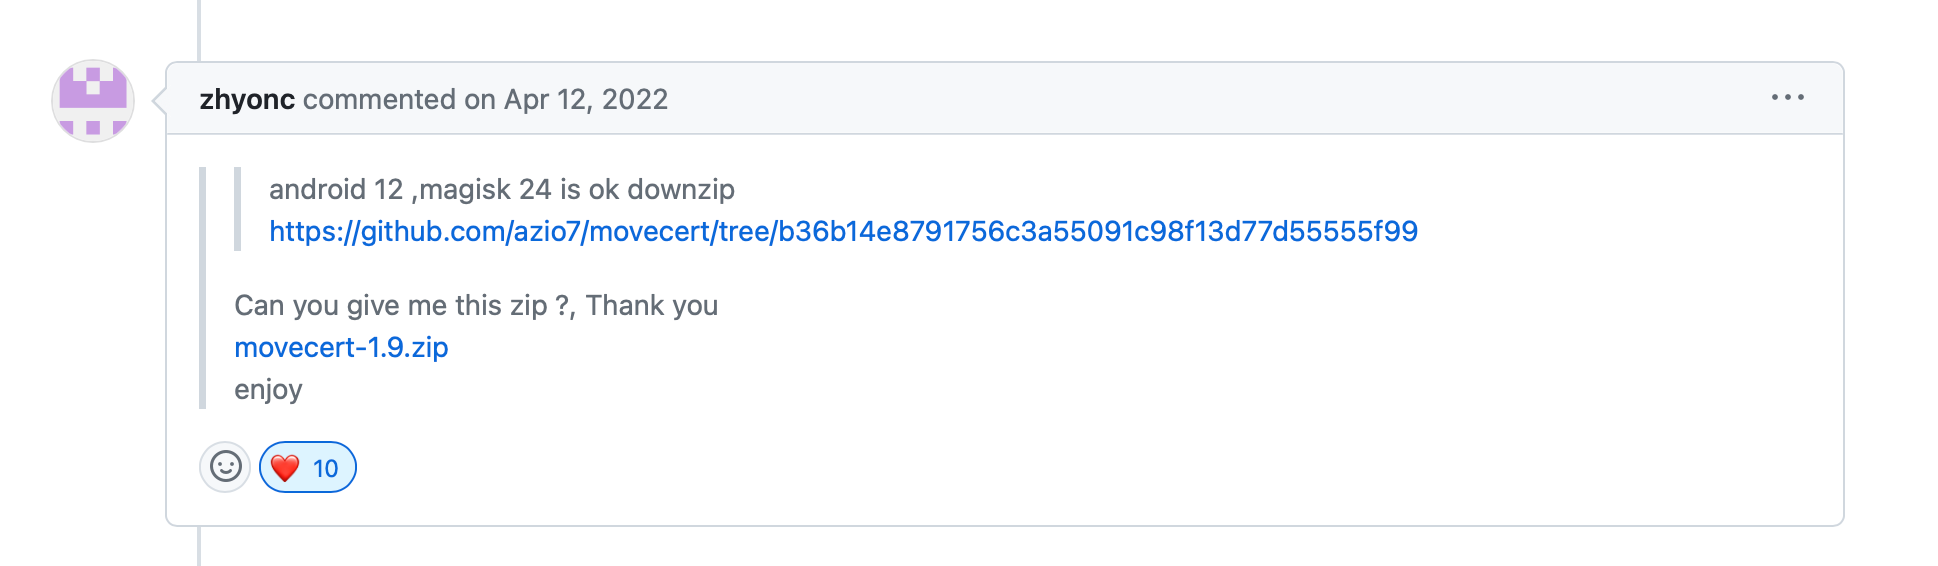 zhyonc commented on Apr 12, 2022
android 12 ,magisk 24 is ok downzip
https://github.com/azio7/movecert/tree/b36b14e8791756c3a55091c98f13d77d55555f99
Can you give me this zip ?, Thank you
movecert-1.9.zip
enjoy
10